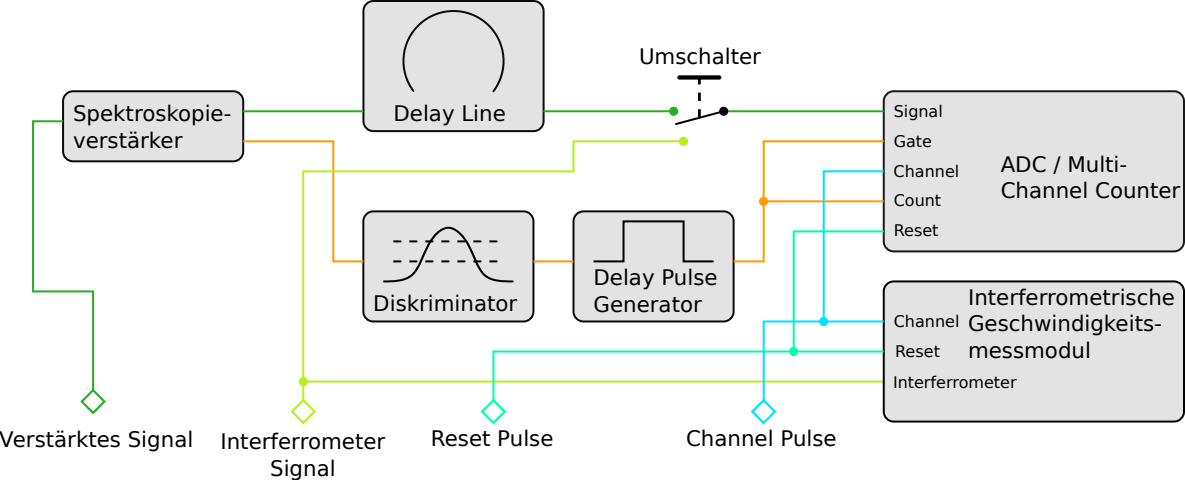 Umschalter
Spektroskopie-
verstärker
Delay Line
Signal
Gate
Channel
Count
Reset
ADC / Multi-
Channel Counter
Diskriminator
Delay Pulse
Generator
Interferrometrische
Geschwindigkeits-
messmodul
Channel
Reset
Interferrometer
Verstärktes Signal
Interferrometer
Signal
Reset Pulse
Channel Pulse